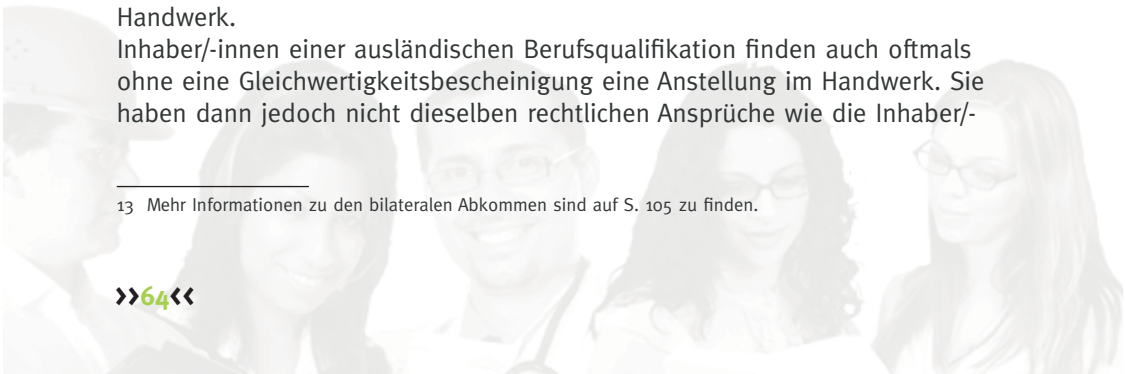 Handwerk.
Inhaber/-innen einer ausländischen Berufsqualifikation finden auch oftmals
ohne eine Gleichwertigkeitsbescheinigung eine Anstellung im Handwerk. Sie
haben dann jedoch nicht dieselben rechtlichen Ansprüche wie die Inhaber/-
13 Mehr Informationen zu den bilateralen Abkommen sind auf S. 105 zu finden.
>>64<<